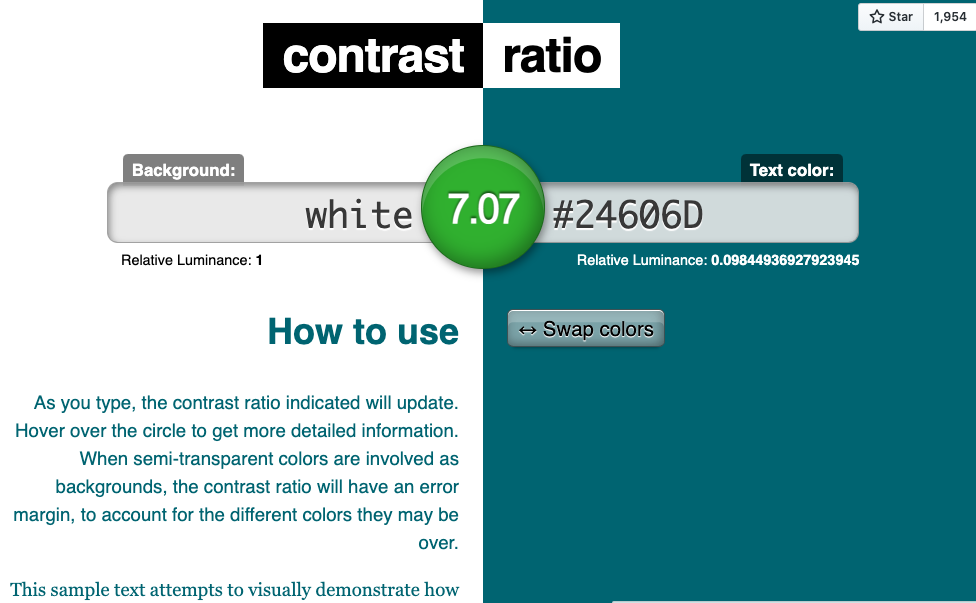 Star 1,954
contrast ratio
Background:
Text color:
white 7.07 #24606D
Relative Luminance: 1
Relative Luminance: 0.09844936927923945
How to use
↔ Swap colors
As you type, the contrast ratio indicated will update.
Hover over the circle to get more detailed information.
When semi-transparent colors are involved as
backgrounds, the contrast ratio will have an error
margin, to account for the different colors they may be
over.
This sample text attempts to visually demonstrate how